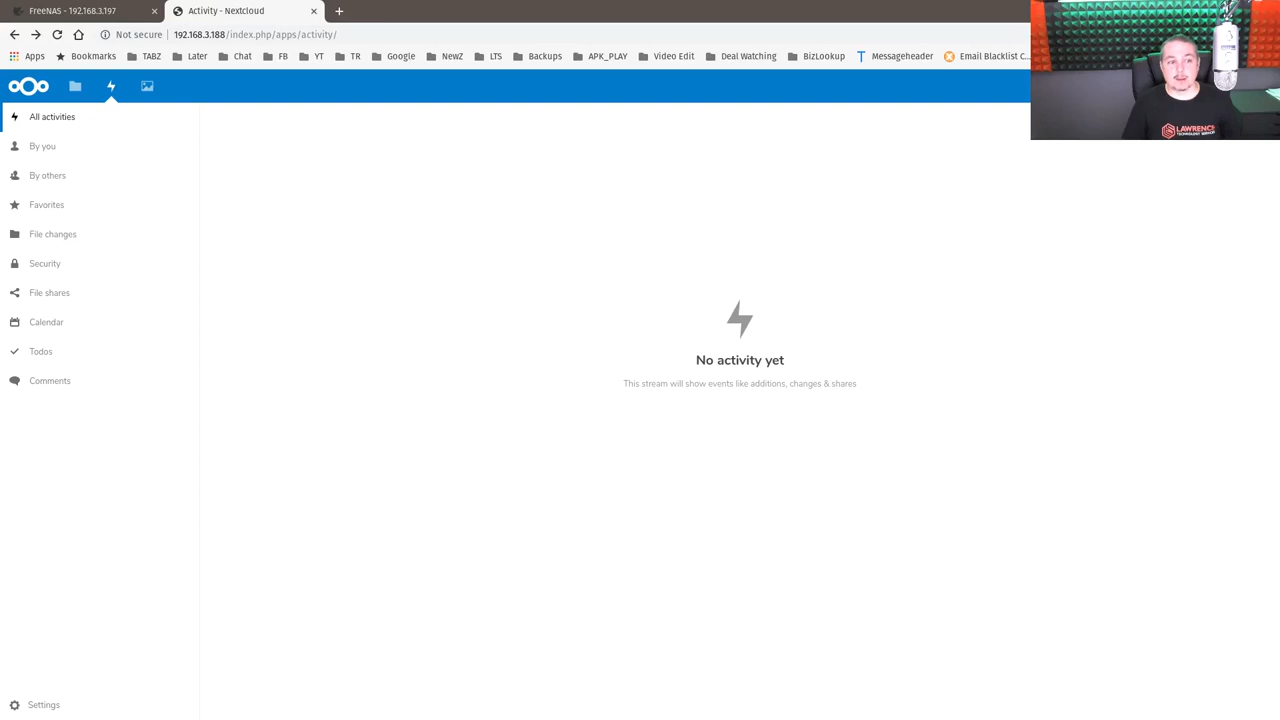 FreeNAS - 192.168.3.197
Activity - Nextcloud
Not secure
192.168.3.188/index.php/apps/activity/
Apps
Bookmarks
TABZ
Later
Chat
FB
YT
TR
Google
NewZ
LTS
Backups
APK_PLAY
Video Edit
Deal Watching
BizLookup
Messageheader
Email Blacklist C...
LAWRENCE
TECHNOLOGY SERVICES
All activities
By you
By others
Favorites
File changes
Security
File shares
Calendar
Todos
Comments
No activity yet
This stream will show events like additions, changes & shares
Settings